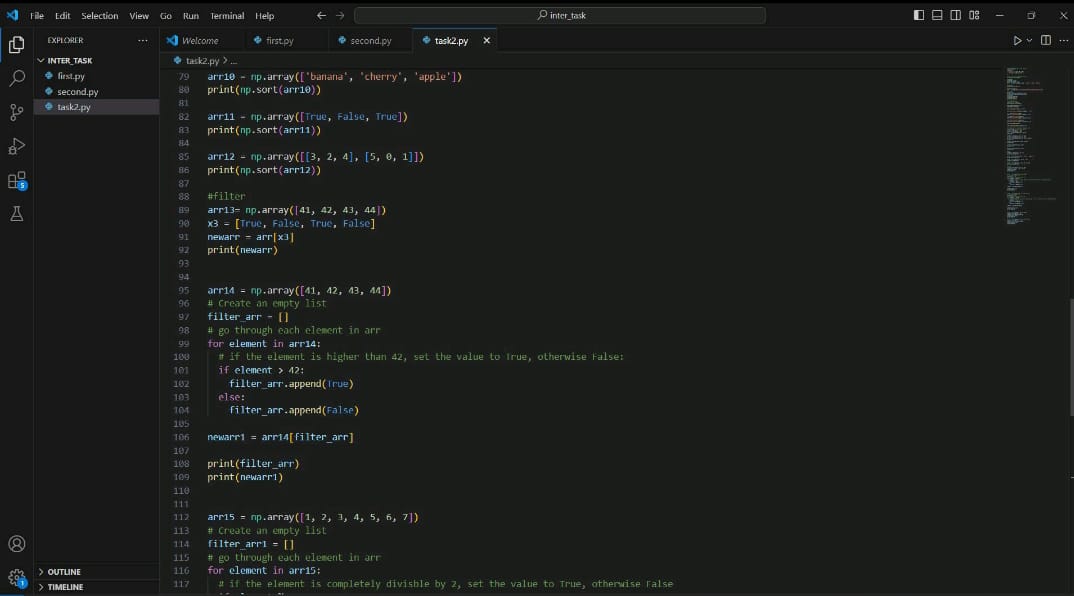 File Edit Selection View Go Run Terminal Help
inter_task
EXPLORER
Welcome
first.py
second.py
task2.py
INTER_TASK
first.py
second.py
task2.py
task2.py > ...
79 arr10 = np.array(['banana', 'cherry', 'apple'])
80 print(np.sort(arr10))
81
82 arr11 = np.array([True, False, True])
83 print(np.sort(arr11))
84
85 arr12 = np.array([[3, 2, 4], [5, 0, 1]])
86 print(np.sort(arr12))
87
88 #filter
89 arr13= np.array([41, 42, 43, 44])
90 x3 = [True, False, True, False]
91 newarr = arr[x3]
92 print(newarr)
93
94
95 arr14 = np.array([41, 42, 43, 44])
96 # Create an empty list
97 filter_arr = []
98 # go through each element in arr
99 for element in arr14:
100 # if the element is higher than 42, set the value to True, otherwise False:
101 if element > 42:
102 filter_arr.append(True)
103 else:
104 filter_arr.append(False)
105
106 newarr1 = arr14[filter_arr]
107
108 print(filter_arr)
109 print(newarr1)
110
111
112 arr15 = np.array([1, 2, 3, 4, 5, 6, 7])
113 # Create an empty list
114 filter_arr1 = []
115 # go through each element in arr
116 for element in arr15:
117 # if the element is completely divisble by 2, set the value to True, otherwise False
5
1
OUTLINE
TIMELINE